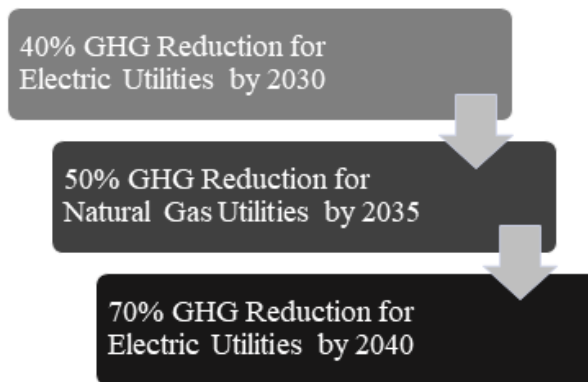 40% GHG Reduction for
Electric Utilities by 2030
50% GHG Reduction for
Natural Gas Utilities by 2035
70% GHG Reduction for
Electric Utilities by 2040